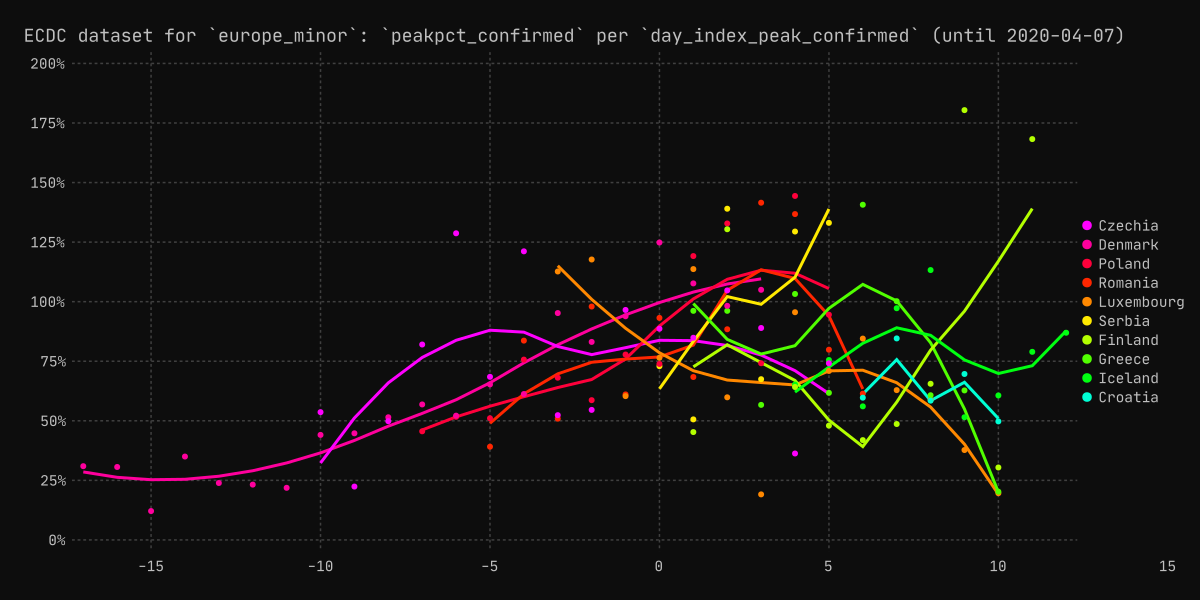 ECDC dataset for `europe_minor`: `peakpct_confirmed` per `day_index_peak_confirmed` (until 2020-04-07)
200%
175%
150%
125%
100%
75%
50%
25%
0%
-15 -10 -5 0 5 10 15
Czechia
Denmark
Poland
Romania
Luxembourg
Serbia
Finland
Greece
Iceland
Croatia